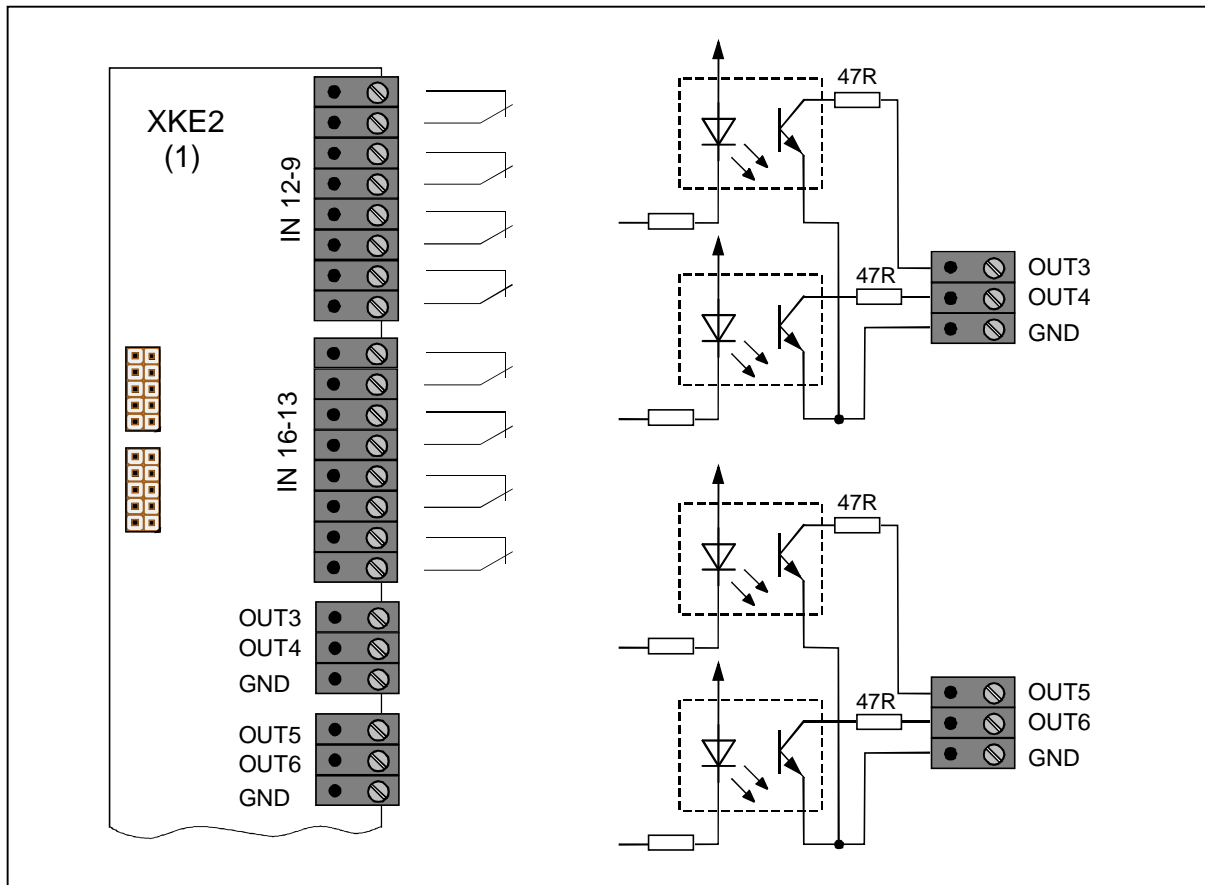 XKE2
(1)
IN 12-9
IN 16-13
OUT3
OUT4
GND
OUT5
OUT6
GND
47R
47R
OUT3
OUT4
GND
47R
47R
OUT5
OUT6
GND